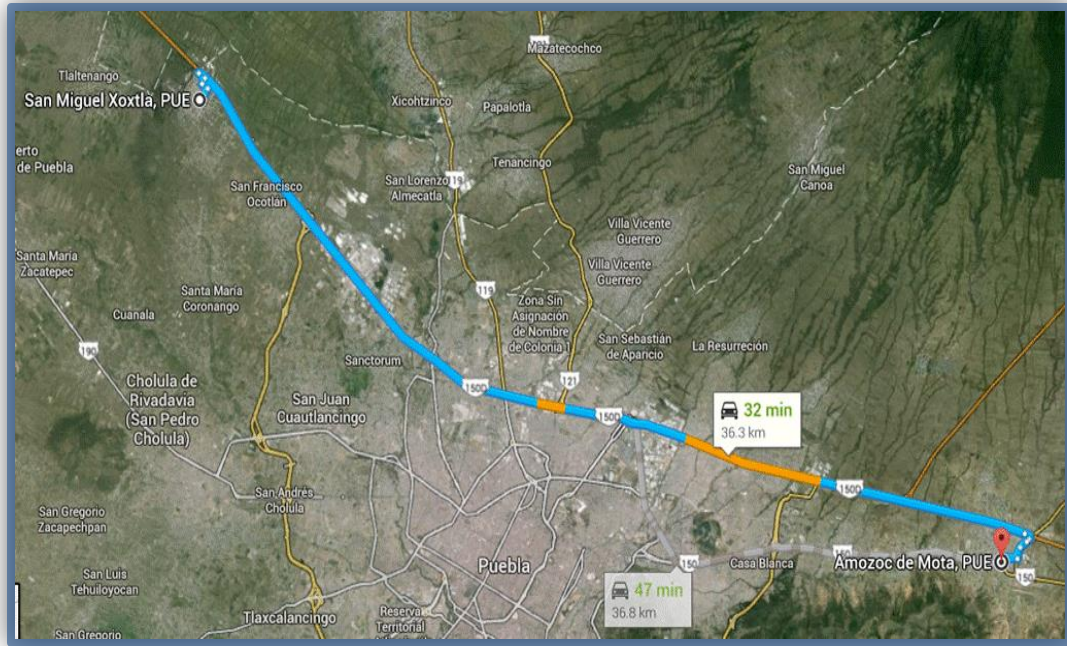 Mazatecochco
Tlaltenango
San Miguel Xoxtla, PUE
Xicohtzinco
Papalotla
erto
de Puebla
Tenancingo
San Miguel
Canoa
San Francisco
Ocotlán
San Lorenzo
Almecatla
119
Villa Vicente
Guerrero
Santa María
Zacatepec
Villa Vicente
Guerrero
Santa María
Coronango
119
Zona Sin
Asignación
de Nombre
de Colonia 1
Cuanala
San Sebastián
de Aparicio
La Resurreción
190
Sanctorum
Cholula de
Rivadavia
(San Pedro
Cholula)
121
150D
San Juan
Cuautlancingo
150D
32 min
36.3 km
150D
San Andrés
Cholula
San Gregorio
Zacapechpan
Puebla
150
Casa Blanca
Amozoc de Mota, PUE
150
San Luis
Tehuiloyocan
47 min
36.8 km
Tlaxcalancingo
Reserva
Territorial
San Gregorio